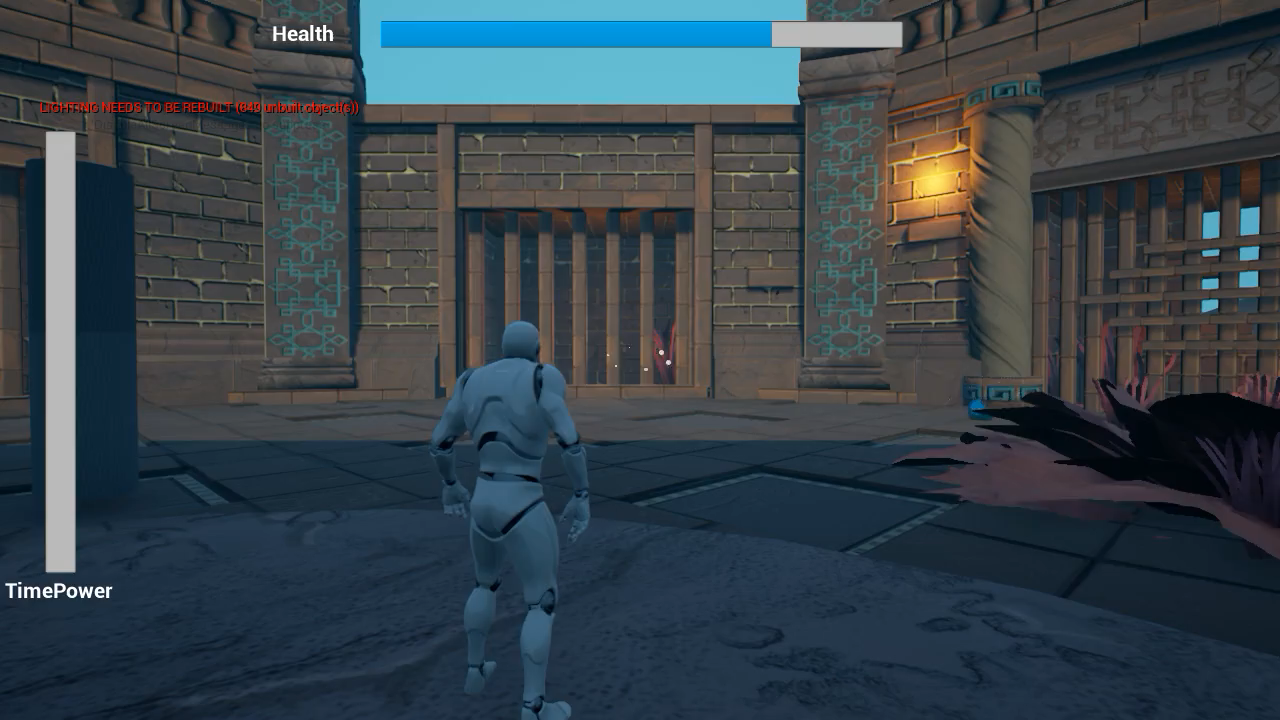 Health
LIGHTING NEEDS TO BE REBUILT (849 unbuilt object(s))
TimePower